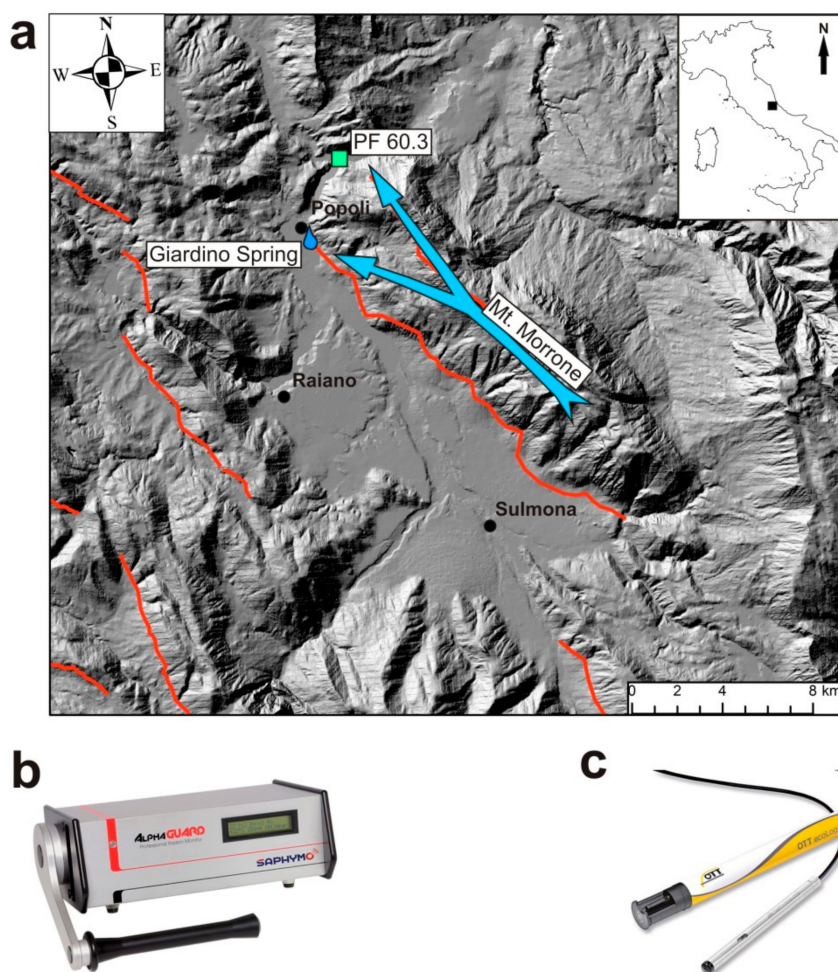 a
N
W E
S
N
PF 60.3
Popoli
Giardino Spring
Mt. Morrone
Raiano
Sulmona
0 2 4 8 km
b
c
ALPHAGUARD
Professional Radon Monitor
SAPHYMO
OTT
OTT ecoLog